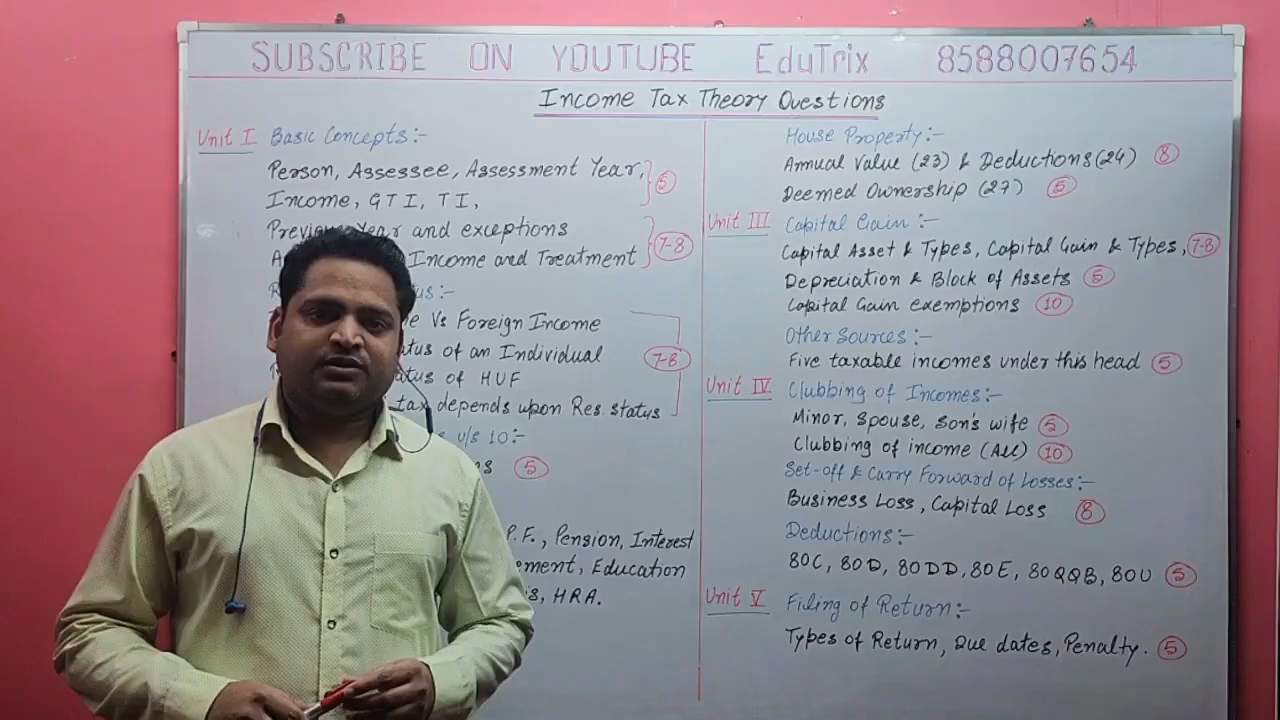 SUBSCRIBE ON YOUTUBE EduTrix 8588007654
Income Tax Theory Questions
Unit I Basic Concepts:-
Person, Assessee, Assessment Year,
Income, GTI, TI, 5
Previous Year and exceptions
Income and Treatment 7-8
us:-
Vs Foreign Income
atus of an Individual 7-8
atus of HUF
tax depends upon Res. status
u/s 10:-
5
P.F., Pension, Interest
ement, Education
HRA.
House Property:-
Annual Value (23) & Deductions (24) 8
Deemed Ownership (27) 5
Unit III Capital Gain:-
Capital Asset & Types, Capital Gain & Types, 7-8
Depreciation & Block of Assets 5
Capital Gain exemptions 10
Other Sources:-
Five taxable incomes under this head 5
Unit IV Clubbing of Incomes:-
Minor, Spouse, Son's wife 5
Clubbing of income (All) 10
Set-off & Carry Forward of Losses:-
Business Loss, Capital Loss 8
Deductions:-
80C, 80D, 80DD, 80E, 80QQB, 80U 5
Unit V Filing of Return:-
Types of Return, Due dates, Penalty. 5